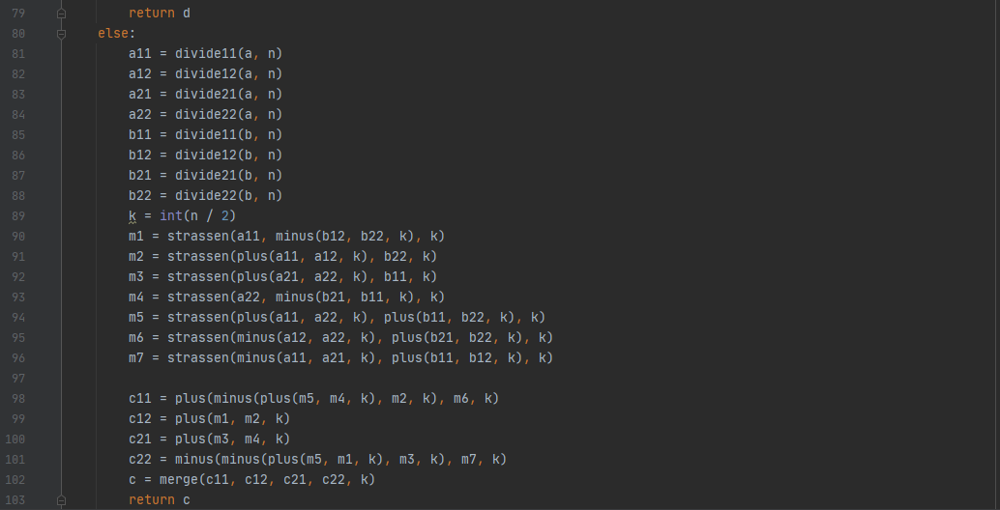 79 return d
80 else:
81 a11 = divide11(a, n)
82 a12 = divide12(a, n)
83 a21 = divide21(a, n)
84 a22 = divide22(a, n)
85 b11 = divide11(b, n)
86 b12 = divide12(b, n)
87 b21 = divide21(b, n)
88 b22 = divide22(b, n)
89 k = int(n / 2)
90 m1 = strassen(a11, minus(b12, b22, k), k)
91 m2 = strassen(plus(a11, a12, k), b22, k)
92 m3 = strassen(plus(a21, a22, k), b11, k)
93 m4 = strassen(a22, minus(b21, b11, k), k)
94 m5 = strassen(plus(a11, a22, k), plus(b11, b22, k), k)
95 m6 = strassen(minus(a12, a22, k), plus(b21, b22, k), k)
96 m7 = strassen(minus(a11, a21, k), plus(b11, b12, k), k)
97
98 c11 = plus(minus(plus(m5, m4, k), m2, k), m6, k)
99 c12 = plus(m1, m2, k)
100 c21 = plus(m3, m4, k)
101 c22 = minus(minus(plus(m5, m1, k), m3, k), m7, k)
102 c = merge(c11, c12, c21, c22, k)
103 return c